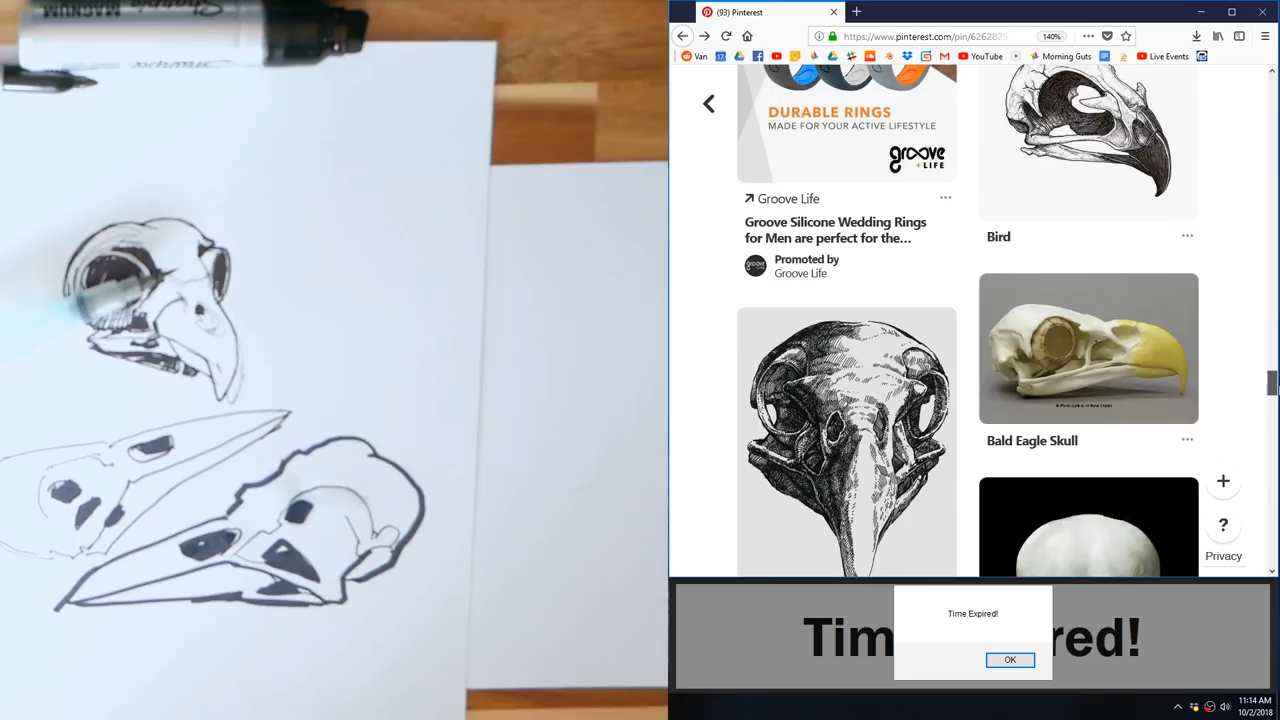 (93) Pinterest
https://www.pinterest.com/pin/6262825
140%
Van
YouTube
Morning Guts
Live Events
DURABLE RINGS
MADE FOR YOUR ACTIVE LIFESTYLE
groove
LIFE
Groove Life
Groove Silicone Wedding Rings
for Men are perfect for the...
Promoted by
Groove Life
Bird
Bald Eagle Skull
Privacy
Time Expired!
OK
Tim
red!
11:14 AM
10/2/2018
MAGNUM